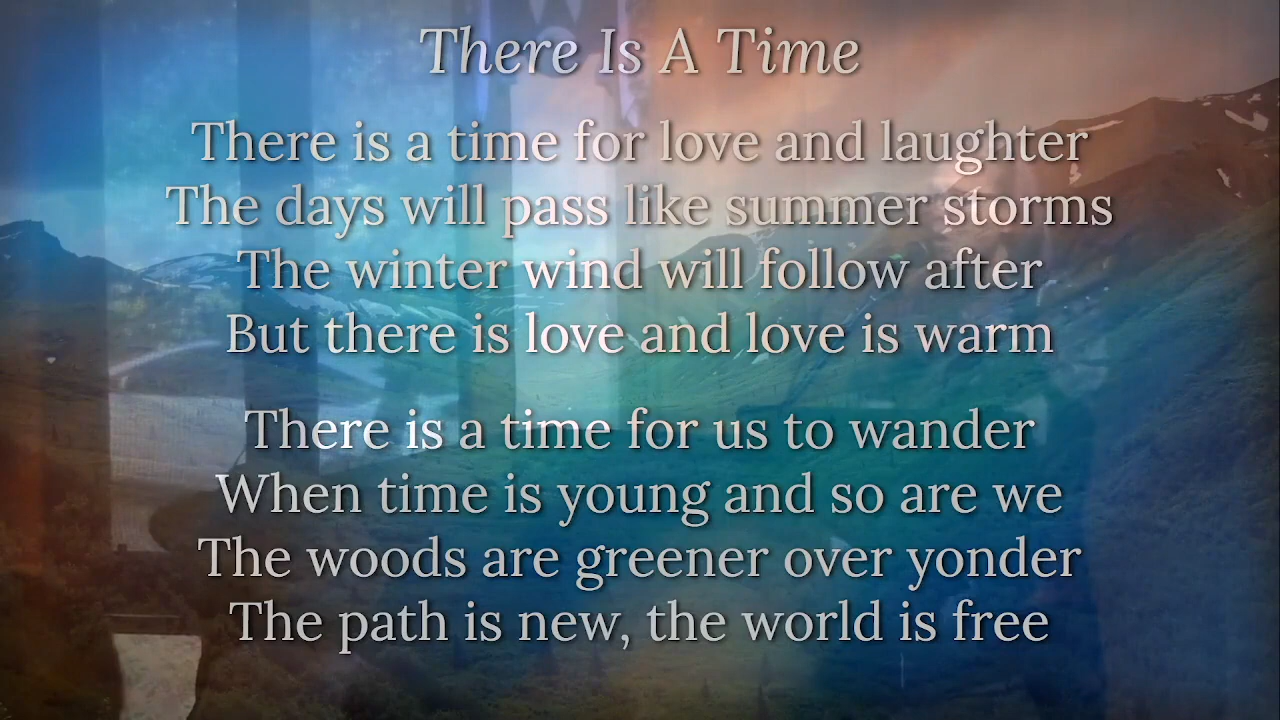 There Is A Time
There is a time for love and laughter
The days will pass like summer storms
The winter wind will follow after
But there is love and love is warm
There is a time for us to wander
When time is young and so are we
The woods are greener over yonder
The path is new, the world is free